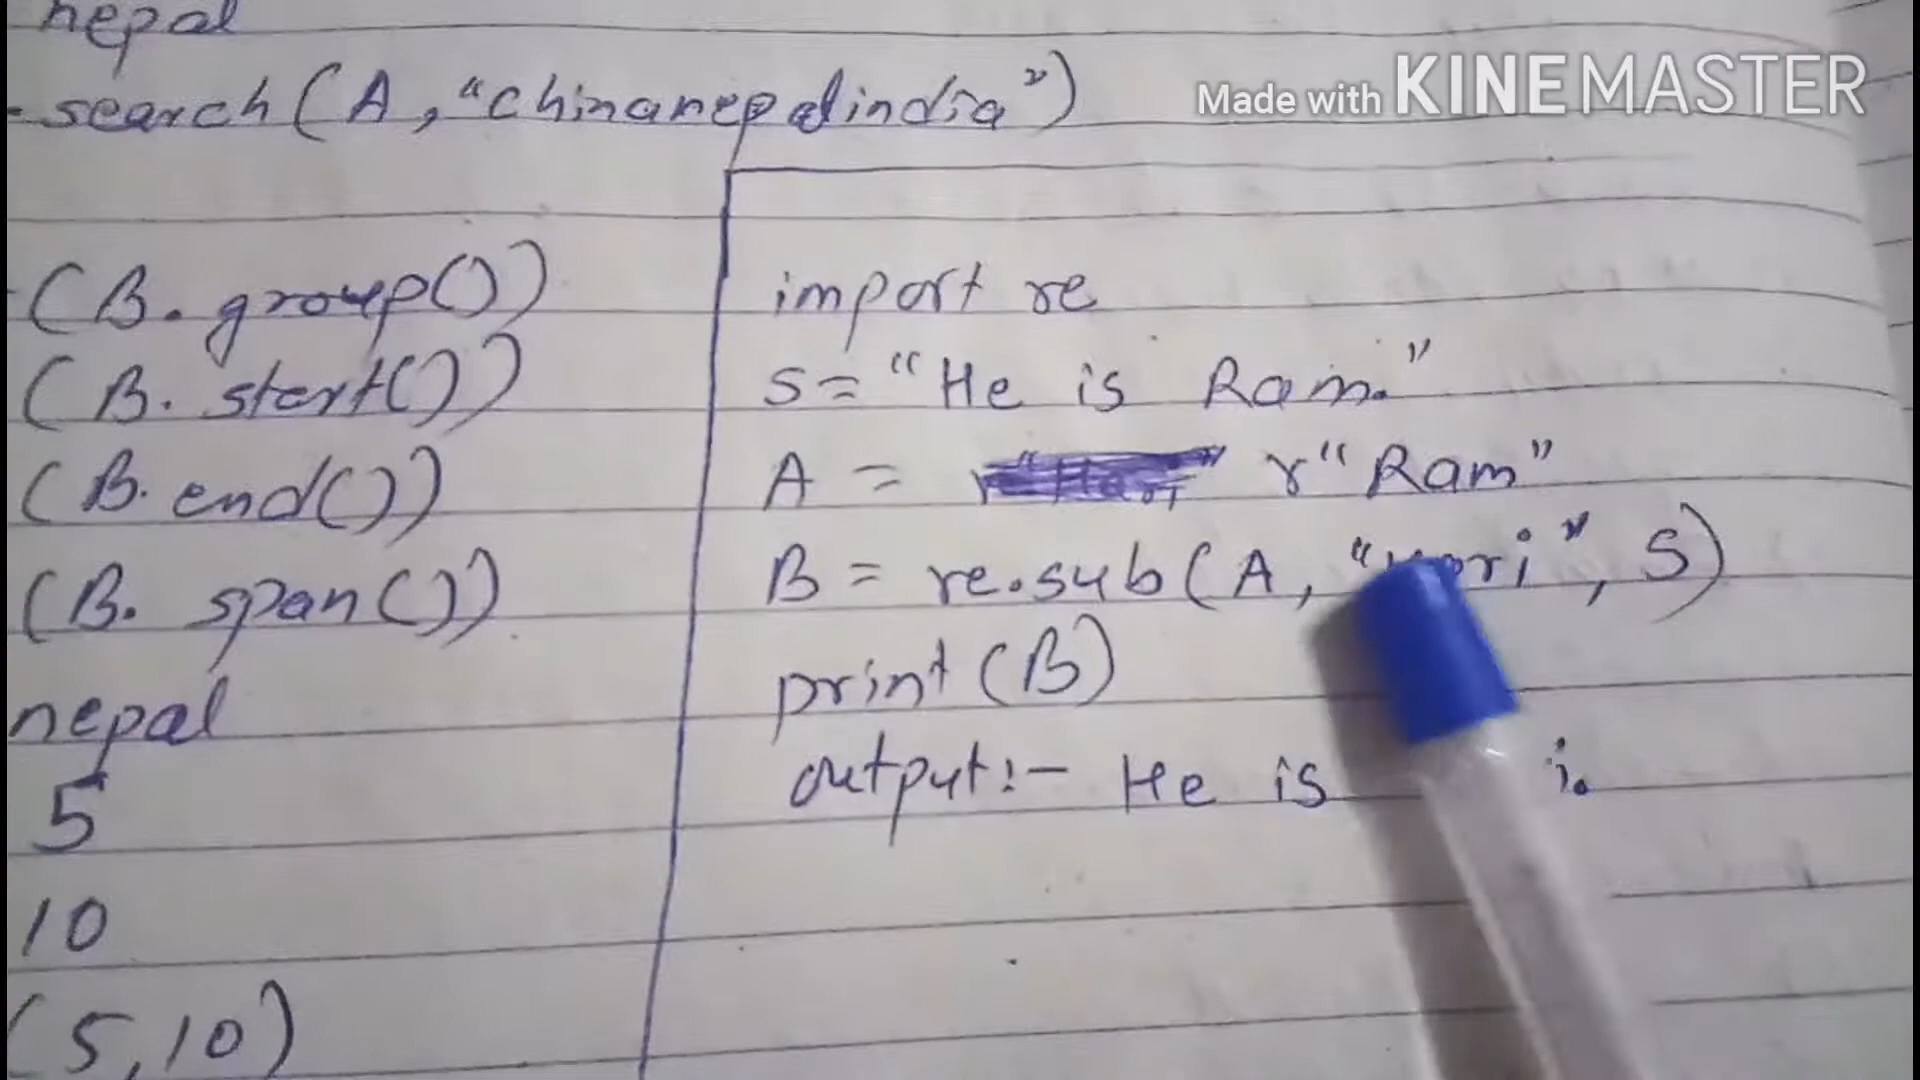 nepal
search(A, "chinanepalindia")
Made with KINEMASTER
(B.group())
(B.start())
(B.end())
(B.span())
nepal
5
10
(5,10)
import re
S = "He is Ram."
A = r"Ram"
B = re.sub(A, " ri", S)
print(B)
output:- He is i.